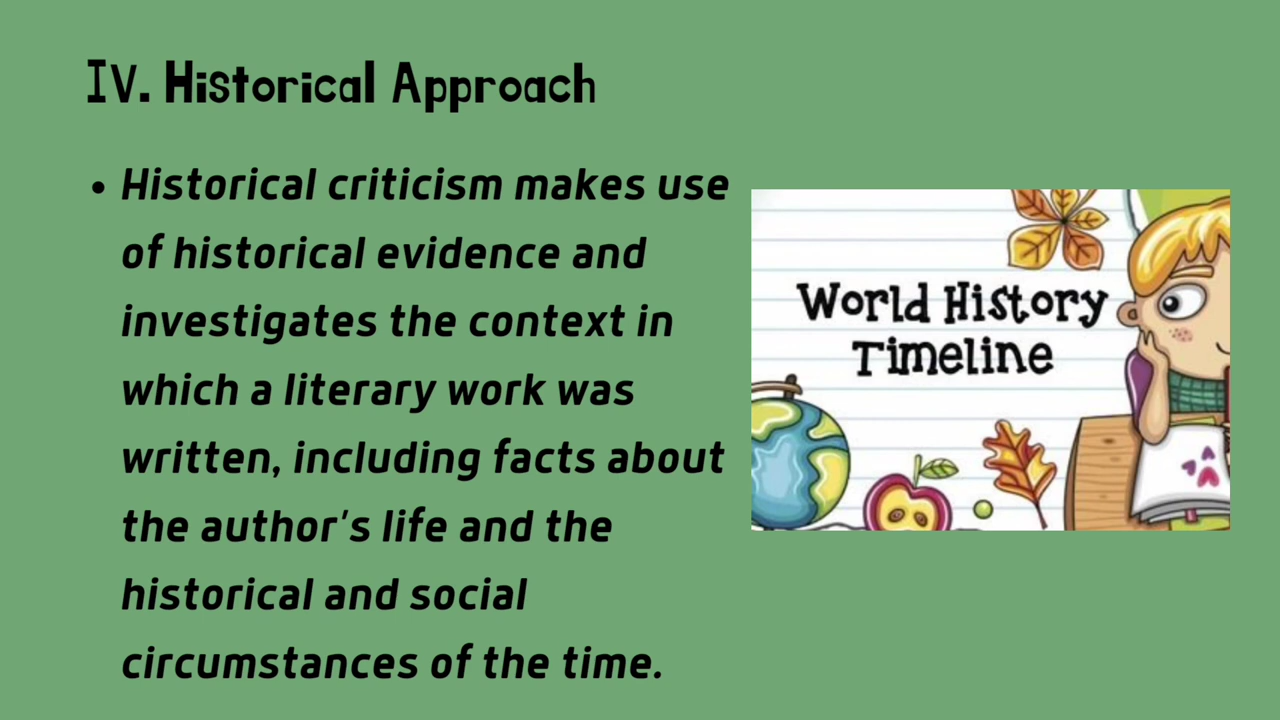 IV. Historical Approach
• Historical criticism makes use
of historical evidence and
investigates the context in
which a literary work was
written, including facts about
the author's life and the
historical and social
circumstances of the time.
World History
Timeline